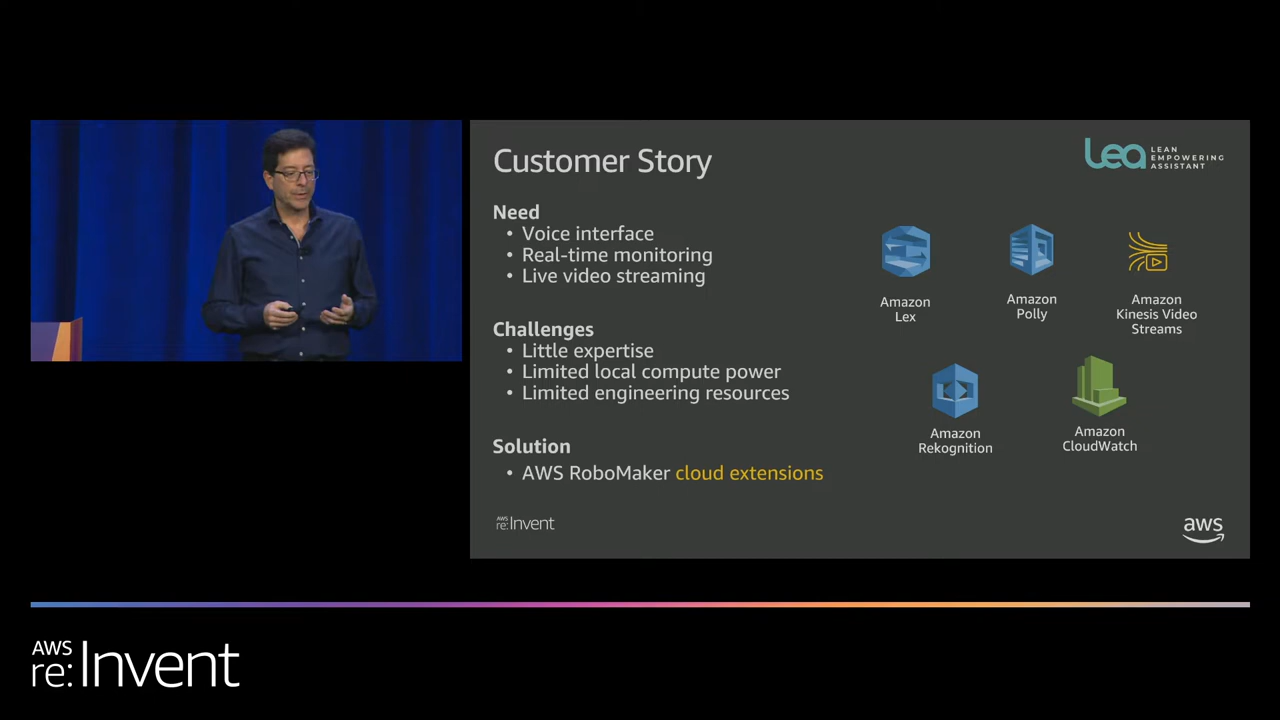 Customer Story
Lea LEAN
EMPOWERING
ASSISTANT
Need
• Voice interface
• Real-time monitoring
• Live video streaming
Challenges
• Little expertise
• Limited local compute power
• Limited engineering resources
Solution
• AWS RoboMaker cloud extensions
Amazon
Lex
Amazon
Polly
Amazon
Kinesis Video
Streams
Amazon
Rekognition
Amazon
CloudWatch
AWS
re:Invent
aws
AWS
re:Invent